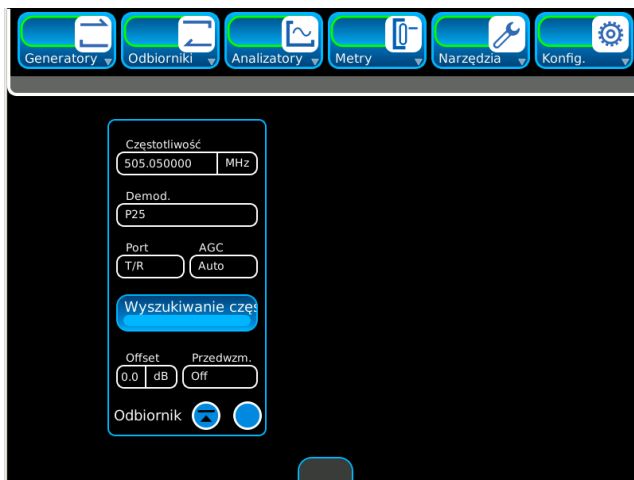 Generatory Odbiorniki Analizatory Metry Narzędzia Konfig.
Częstotliwość
505.050000 MHz
Demod.
P25
Port AGC
T/R Auto
Wyszukiwanie częs
Offset Przedwzm.
0.0 dB Off
Odbiornik